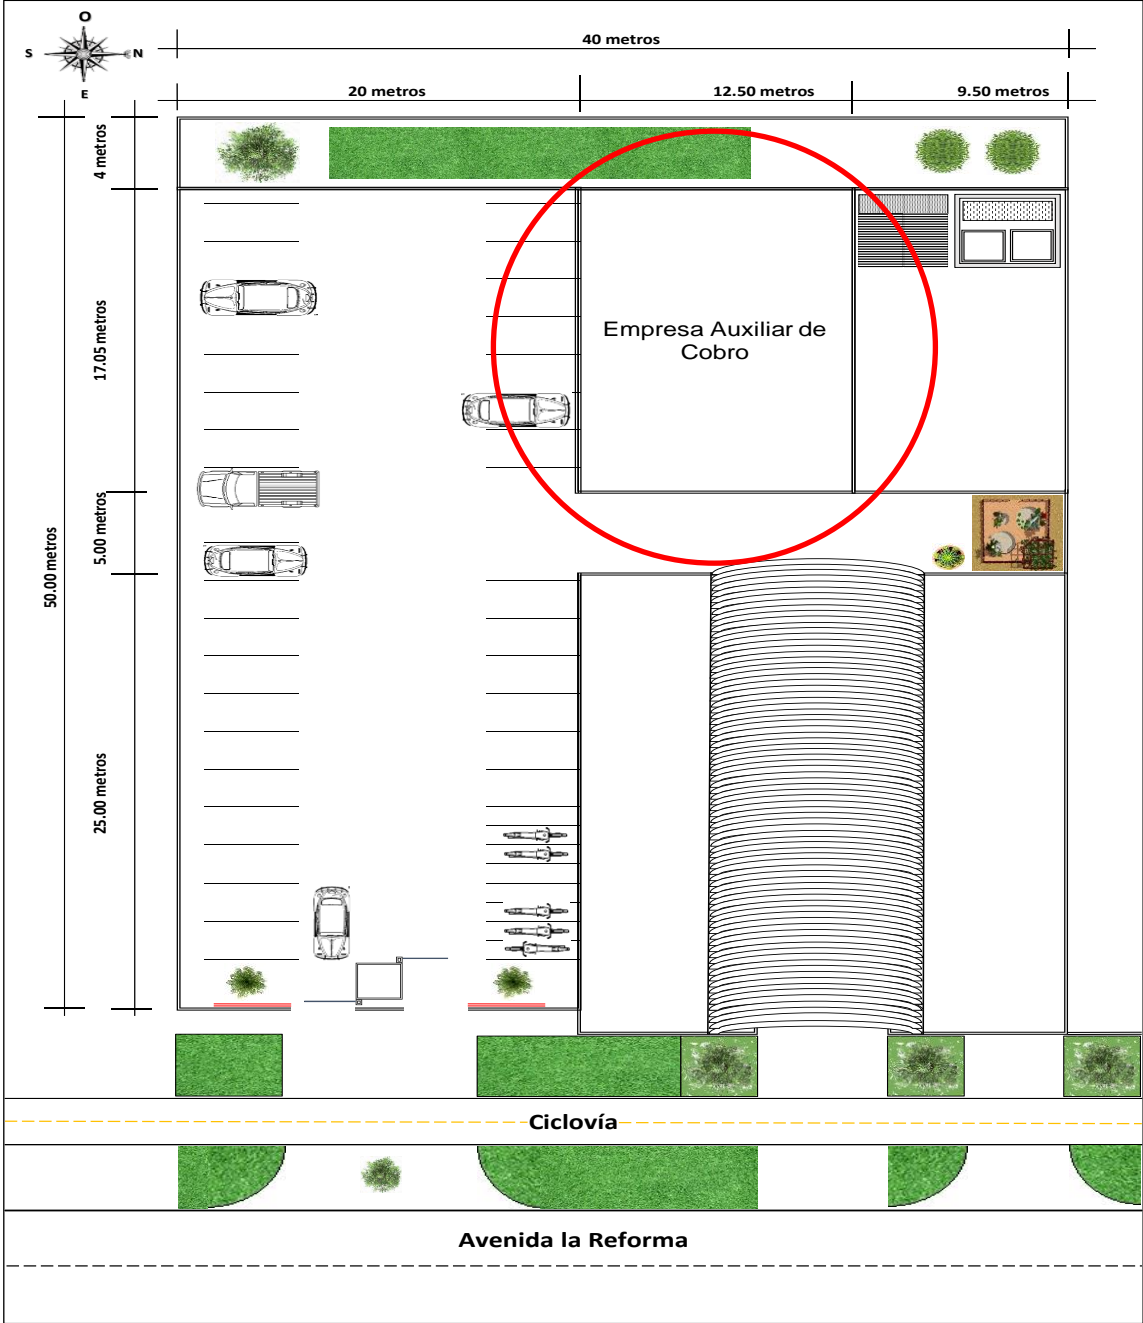 O
S
N
E
40 metros
20 metros
12.50 metros
9.50 metros
4 metros
17.05 metros
5.00 metros
50.00 metros
25.00 metros
Empresa Auxiliar de
Cobro
Ciclovía
Avenida la Reforma